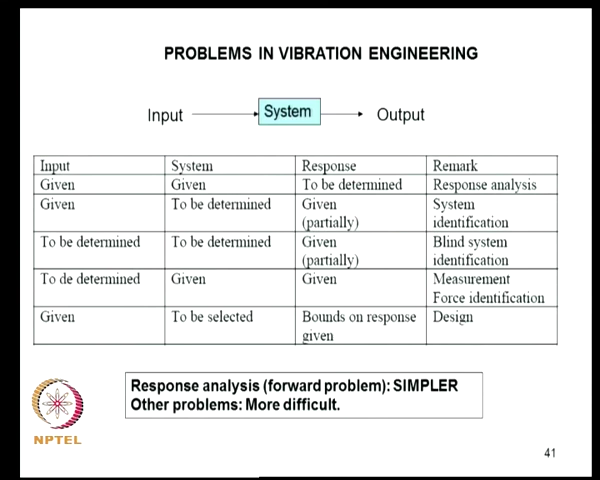 PROBLEMS IN VIBRATION ENGINEERING
Input System Output
Input System Response Remark
Given Given To be determined Response analysis
Given To be determined Given System
(partially) identification
To be determined To be determined Given Blind system
(partially) identification
To de determined Given Given Measurement
Force identification
Given To be selected Bounds on response Design
given
Response analysis (forward problem): SIMPLER
Other problems: More difficult.
NPTEL
41